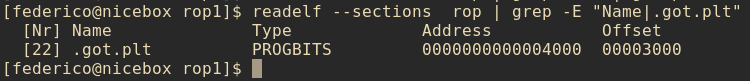 [federico@nicebox rop1]$ readelf --sections  rop | grep -E "Name|.got.plt"
  [Nr] Name              Type             Address           Offset
  [22] .got.plt          PROGBITS         0000000000004000  00003000
[federico@nicebox rop1]$